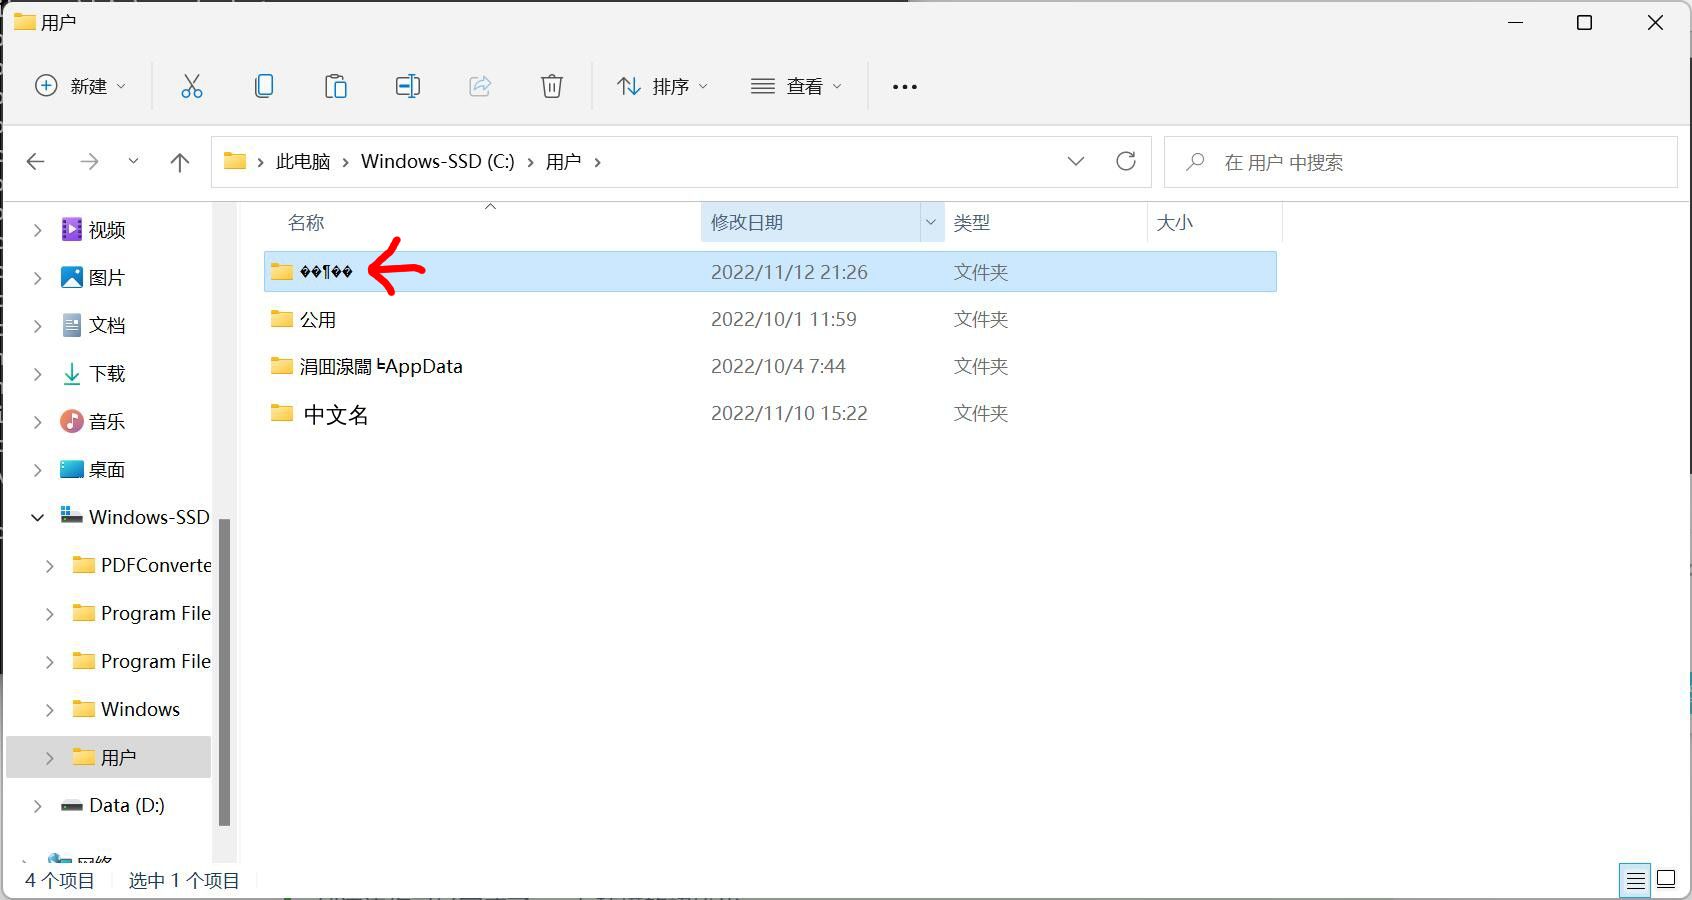 用户
新建
排序
查看
此电脑 › Windows-SSD (C:) › 用户 ›
在 用户 中搜索
视频
图片
文档
下载
音乐
桌面
Windows-SSD
PDFConverte
Program File
Program File
Windows
用户
Data (D:)
网络
名称 修改日期 类型 大小
��¶�� 2022/11/12 21:26 文件夹
公用 2022/10/1 11:59 文件夹
AppData 2022/10/4 7:44 文件夹
中文名 2022/11/10 15:22 文件夹
4 个项目 选中 1 个项目